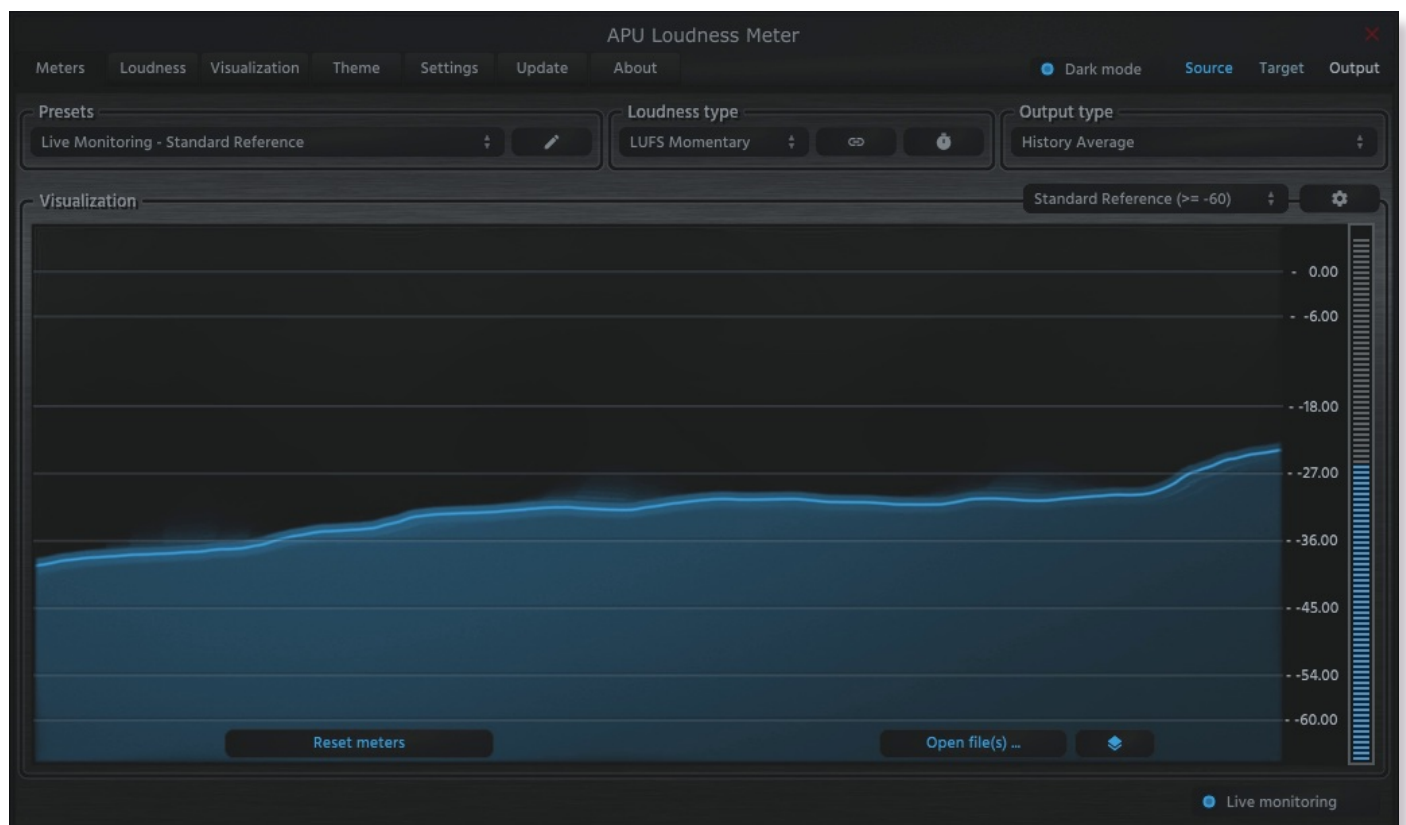 APU Loudness Meter
Meters Loudness Visualization Theme Settings Update About Dark mode Source Target Output
Presets Loudness type Output type
Live Monitoring - Standard Reference LUFS Momentary History Average
Visualization Standard Reference (>= -60)
- 0.00
- -6.00
- -18.00
- -27.00
- -36.00
- -45.00
- -54.00
- -60.00
Reset meters Open file(s) ...
Live monitoring